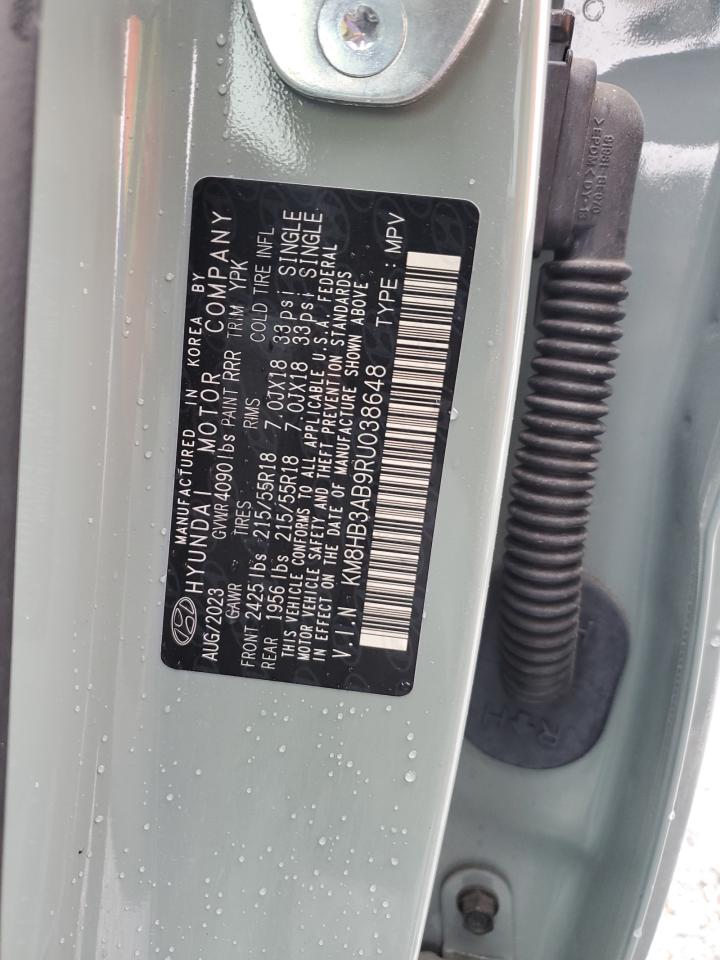 MANUFACTURED IN KOREA BY
HYUNDAI MOTOR COMPANY
AUG/2023 GVWR 4090 lbs PAINT RRR TRIM YPK
GAWR TIRES RMS COLD TIRE INFL
FRONT 2425 lbs 215/55R18 7.0JX18 33psi SINGLE
REAR 1956 lbs 215/55R18 7.0JX18 33psi SINGLE
THIS VEHICLE CONFORMS TO ALL APPLICABLE U.S.A. FEDERAL
MOTOR VEHICLE SAFETY AND THEFT PREVENTION STANDARDS
IN EFFECT ON THE DATE OF MANUFACTURE SHOWN ABOVE
V.I.N KM8HB3AB9RU038648 TYPE : MPV
>EPDM<
R H